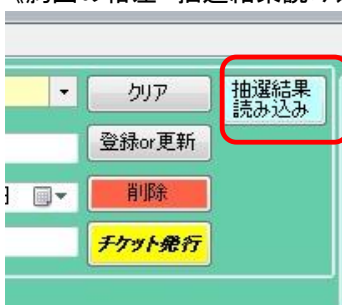 クリア
抽選結果
読み込み
登録or更新
削除
チケット発行